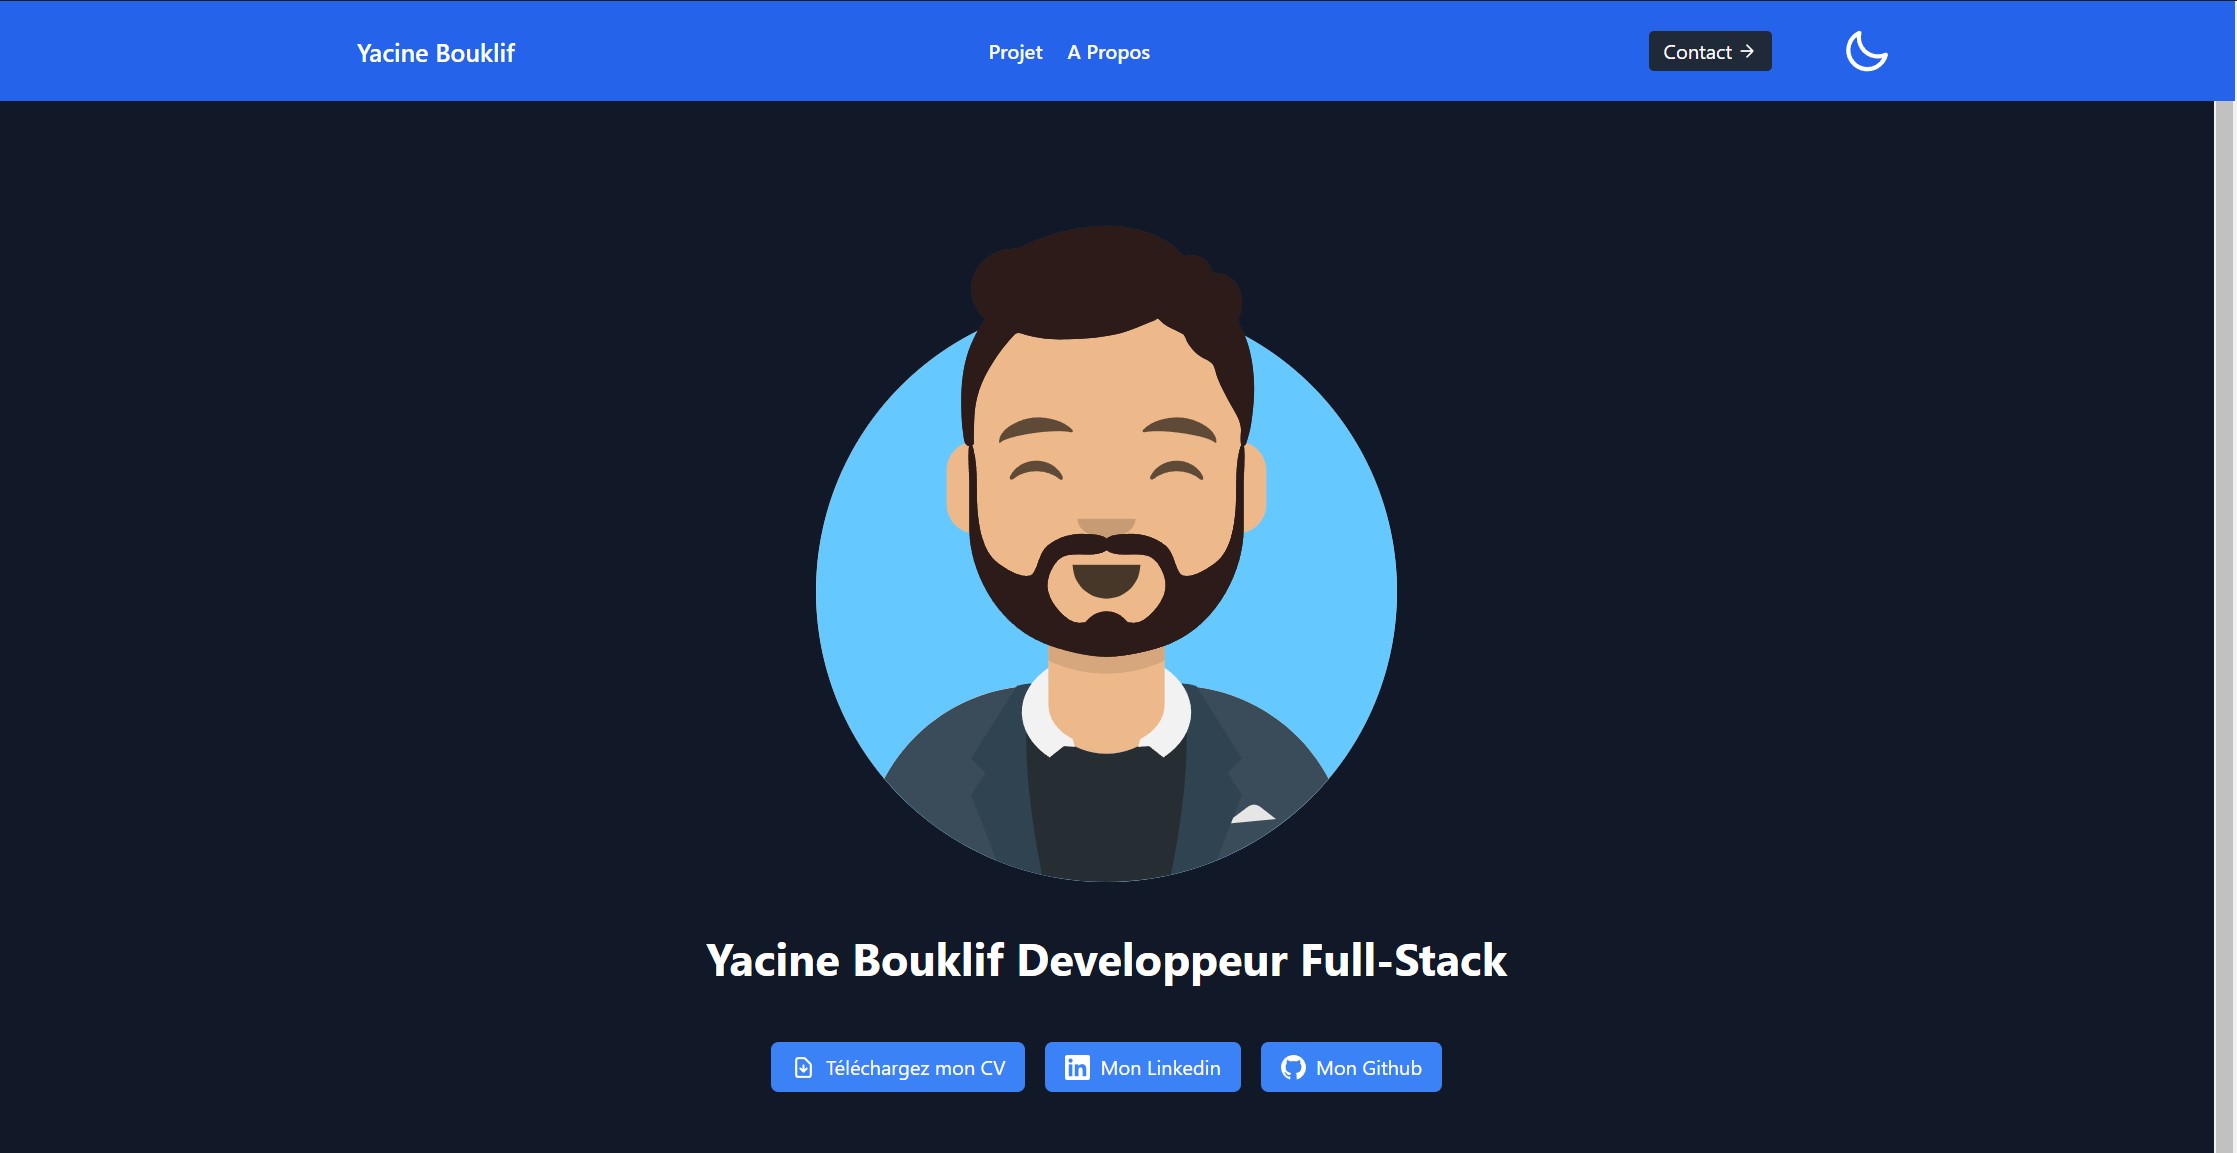 Yacine Bouklif
Projet A Propos
Contact →
Yacine Bouklif Developpeur Full-Stack
Téléchargez mon CV
Mon Linkedin
Mon Github